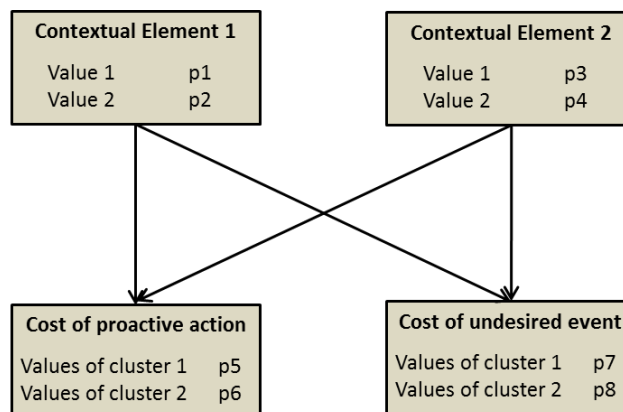 Contextual Element 1
Value 1 p1
Value 2 p2
Contextual Element 2
Value 1 p3
Value 2 p4
Cost of proactive action
Values of cluster 1 p5
Values of cluster 2 p6
Cost of undesired event
Values of cluster 1 p7
Values of cluster 2 p8